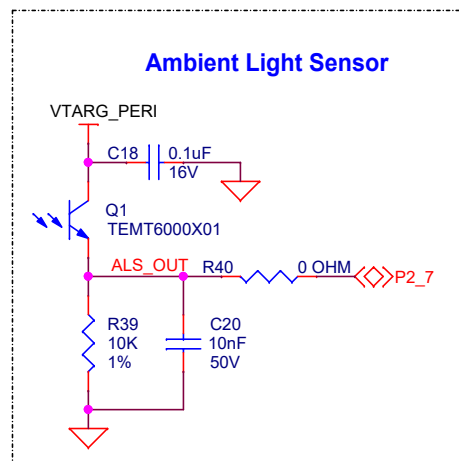 Ambient Light Sensor
VTARG_PERI
C18 0.1uF
16V
Q1
TEMT6000X01
ALS_OUT
R40 0 OHM
P2_7
R39
10K
1%
C20
10nF
50V